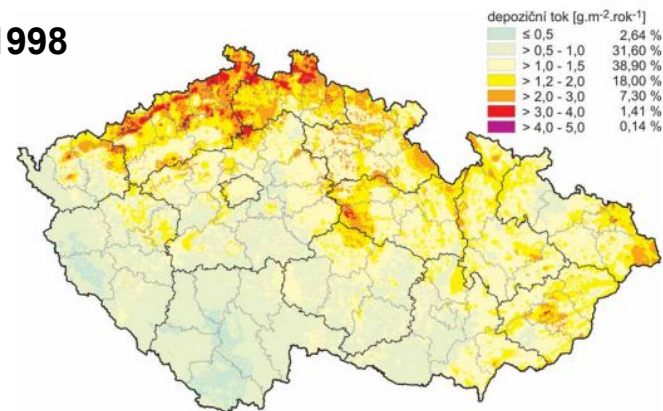 1998
depoziční tok [g.m-2.rok-1]
≤ 0,5 2,64 %
> 0,5 - 1,0 31,60 %
> 1,0 - 1,5 38,90 %
> 1,2 - 2,0 18,00 %
> 2,0 - 3,0 7,30 %
> 3,0 - 4,0 1,41 %
> 4,0 - 5,0 0,14 %